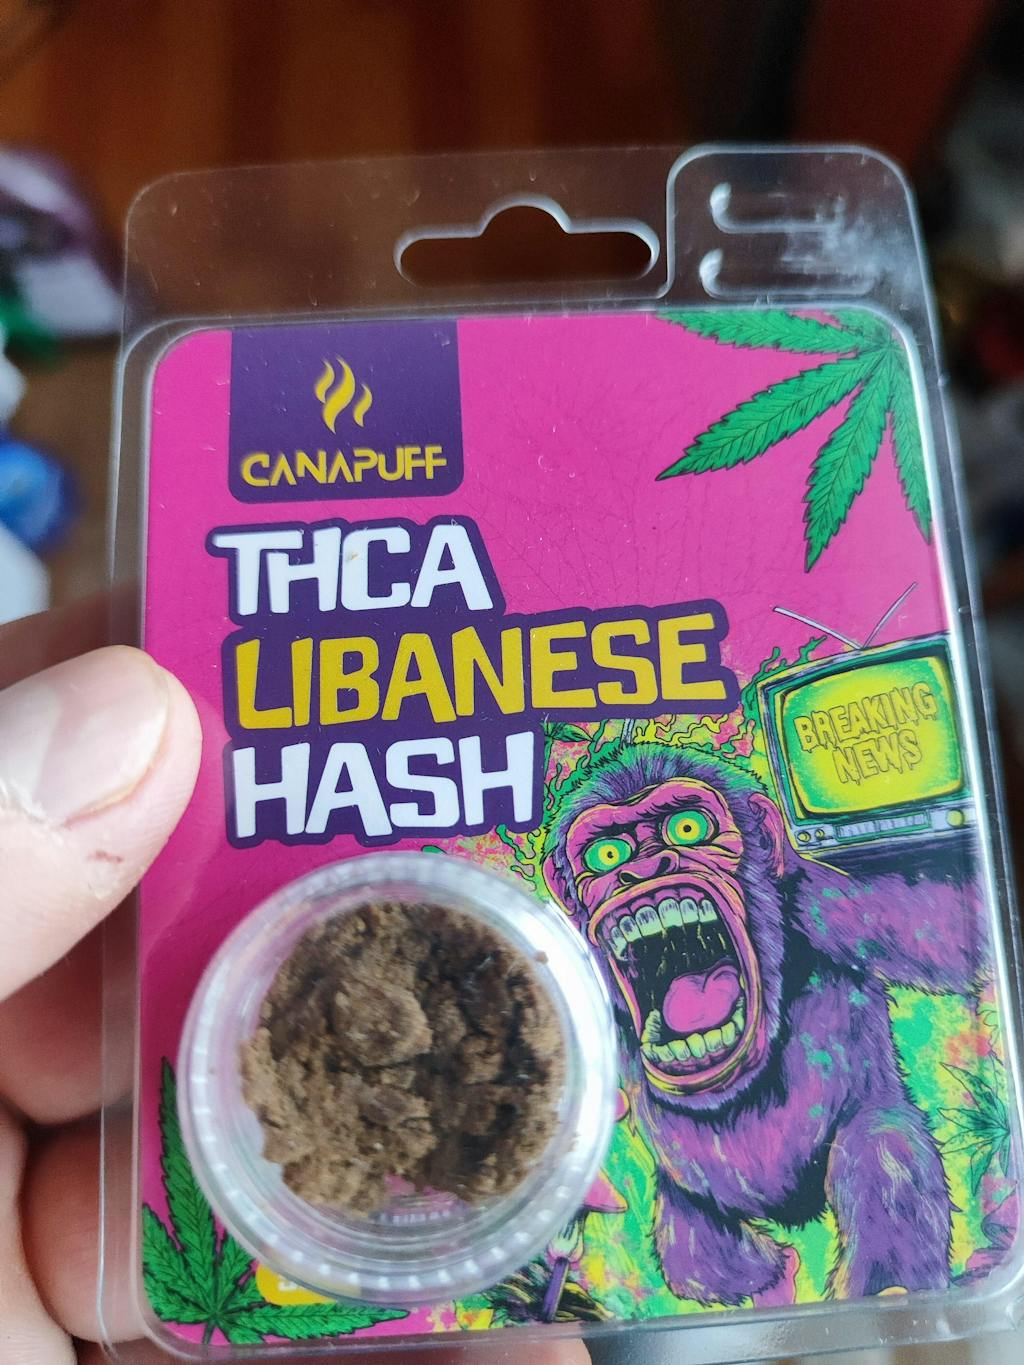 CANAPUFF
THCA
LIBANESE
HASH
BREAKING
NEWS